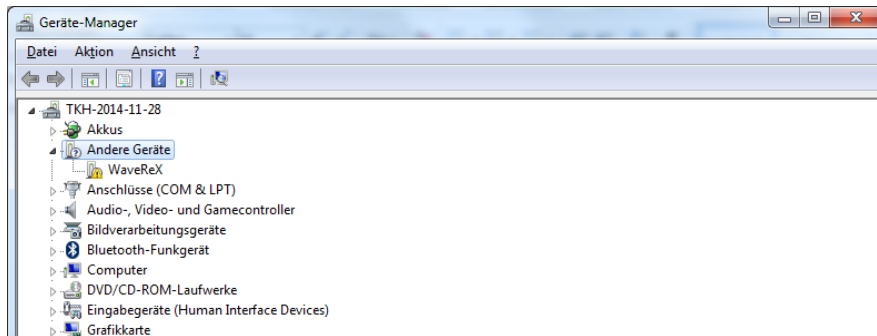 Geräte-Manager
Datei Aktion Ansicht ?
TKH-2014-11-28
Akkus
Andere Geräte
WaveReX
Anschlüsse (COM & LPT)
Audio-, Video- und Gamecontroller
Bildverarbeitungsgeräte
Bluetooth-Funkgerät
Computer
DVD/CD-ROM-Laufwerke
Eingabegeräte (Human Interface Devices)
Grafikkarte